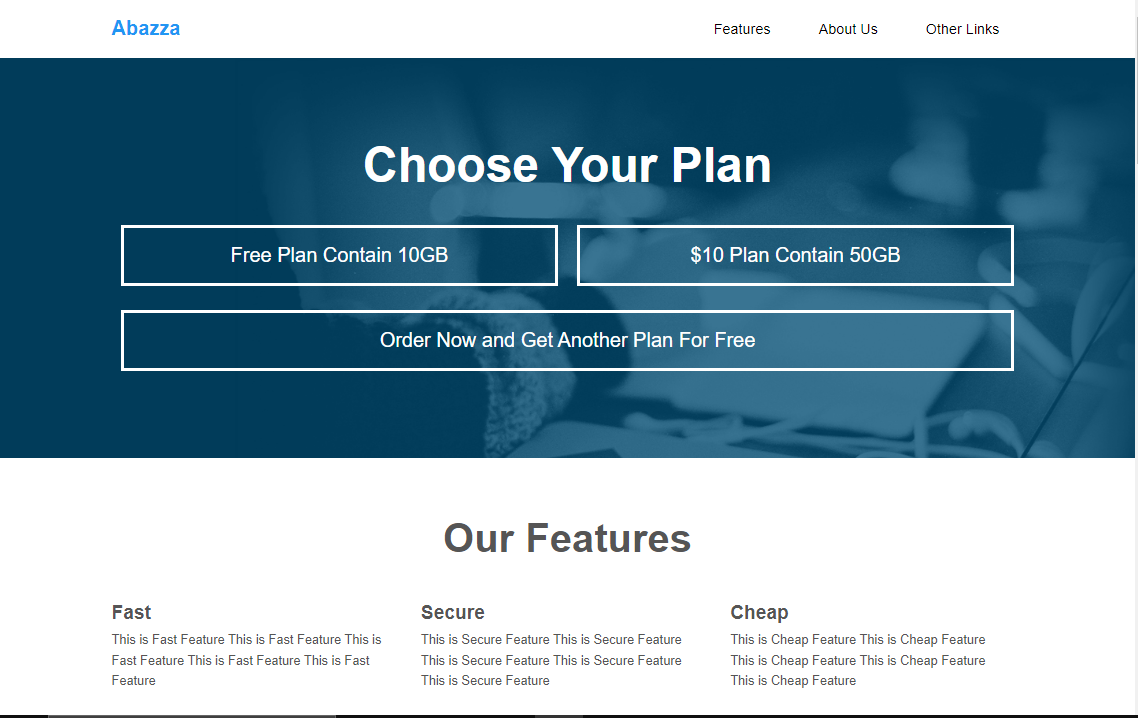 Abazza
Features
About Us
Other Links
Choose Your Plan
Free Plan Contain 10GB
$10 Plan Contain 50GB
Order Now and Get Another Plan For Free
Our Features
Fast
This is Fast Feature This is Fast Feature This is
Fast Feature This is Fast Feature This is Fast
Feature
Secure
This is Secure Feature This is Secure Feature
This is Secure Feature This is Secure Feature
This is Secure Feature
Cheap
This is Cheap Feature This is Cheap Feature
This is Cheap Feature This is Cheap Feature
This is Cheap Feature